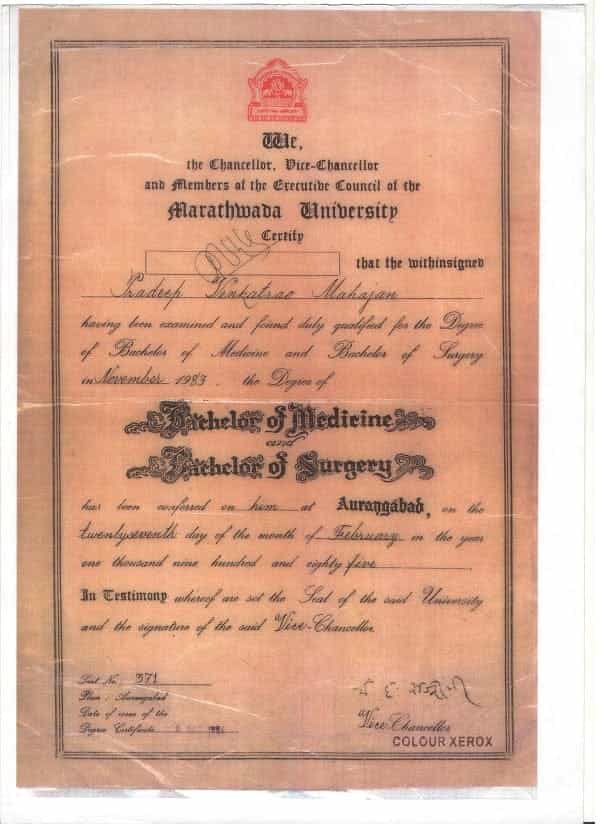 We,
the Chancellor, Vice-Chancellor
and Members of the Executive Council of the
Marathwada University
Certify
that the withinsigned
Pradeep Venkatrao Mahajan
having been examined and found duly qualified for the Degree
of Bachelor of Medicine and Bachelor of Surgery
in November 1983. the Degree of
Bachelor of Medicine
and
Bachelor of Surgery
has been conferred on him at Aurangabad, on the
twentyseventh day of the month of February in the year
one thousand nine hundred and eighty five
In Testimony whereof are set the Seal of the said University
and the signature of the said Vice-Chancellor.
No 371
Place : Aurangabad
Date of issue of the
Degree Certificate
Vice-Chancellor
COLOUR XEROX